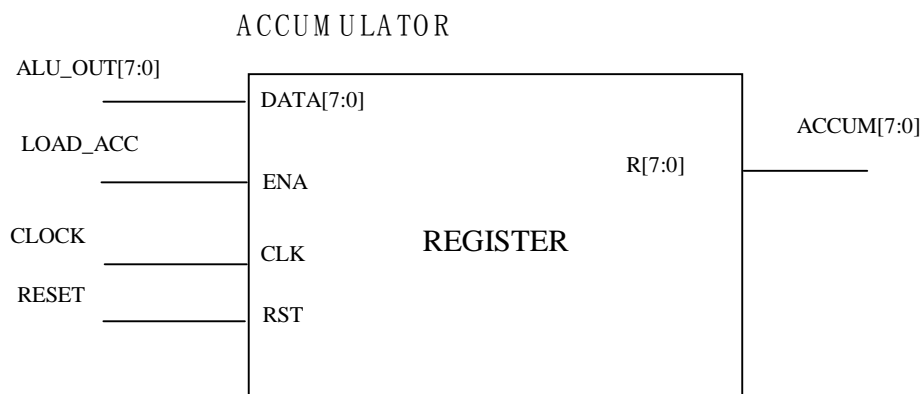 ACCUMULATOR
ALU_OUT[7:0]
DATA[7:0]
ACCUM[7:0]
LOAD_ACC
R[7:0]
ENA
CLOCK
REGISTER
CLK
RESET
RST